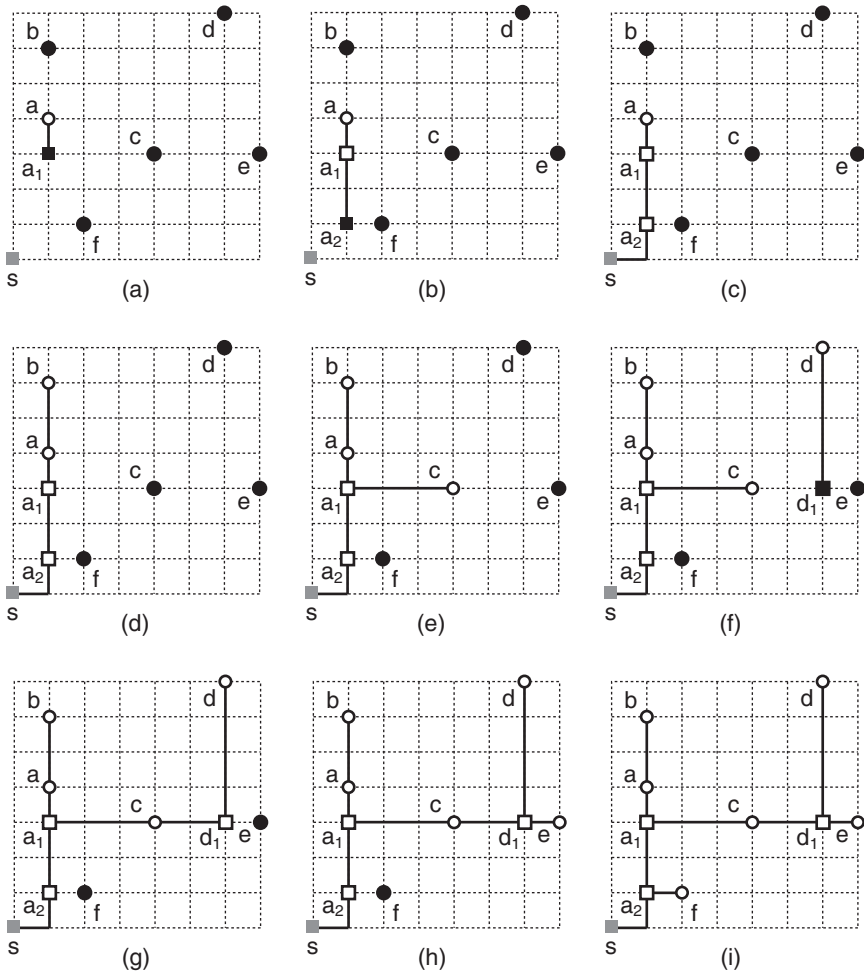 b d
a c
a₁ e
f
s
(a)
b d
a c
a₁ e
a₂ f
s
(b)
b d
a c
a₁ e
a₂ f
s
(c)
b d
a c
a₁ e
a₂ f
s
(d)
b d
a c
a₁ e
a₂ f
s
(e)
b d
a c
a₁ d₁ e
a₂ f
s
(f)
b d
a c
a₁ d₁ e
a₂ f
s
(g)
b d
a c
a₁ d₁ e
a₂ f
s
(h)
b d
a c
a₁ d₁ e
a₂ f
s
(i)